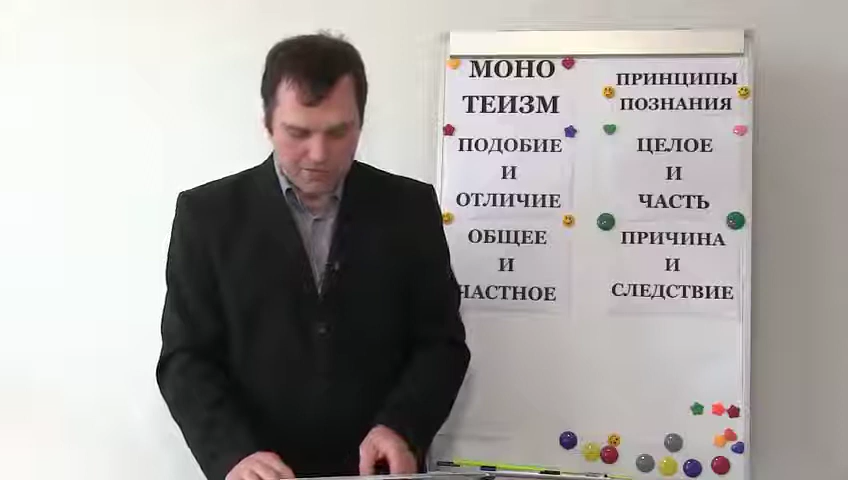 МОНО
ТЕИЗМ
ПРИНЦИПЫ
ПОЗНАНИЯ
ПОДОБИЕ
И
ОТЛИЧИЕ
ЦЕЛОЕ
И
ЧАСТЬ
ОБЩЕЕ
И
ЧАСТНОЕ
ПРИЧИНА
И
СЛЕДСТВИЕ